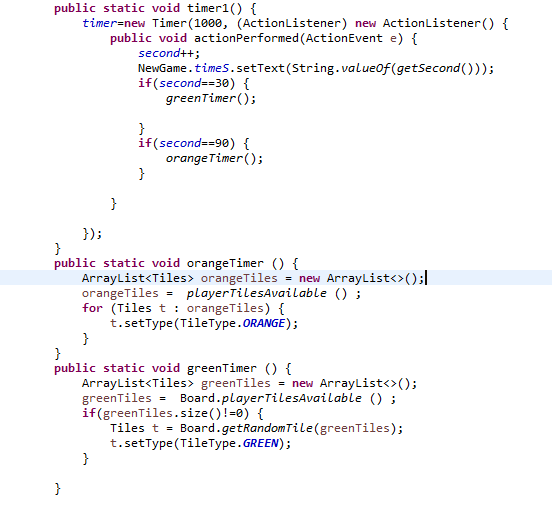 public static void timer1() {
timer=new Timer(1000, (ActionListener) new ActionListener() {
public void actionPerformed(ActionEvent e) {
second++;
NewGame.timeS.setText(String.valueOf(getSecond()));
if(second==30) {
greenTimer();
}
if(second==90) {
orangeTimer();
}
}
});
}
public static void orangeTimer () {
ArrayList<Tiles> orangeTiles = new ArrayList<>();
orangeTiles =  playerTilesAvailable () ;
for (Tiles t : orangeTiles) {
t.setType(TileType.ORANGE);
}
}
public static void greenTimer () {
ArrayList<Tiles> greenTiles = new ArrayList<>();
greenTiles =  Board.playerTilesAvailable () ;
if(greenTiles.size()!=0) {
Tiles t = Board.getRandomTile(greenTiles);
t.setType(TileType.GREEN);
}
}